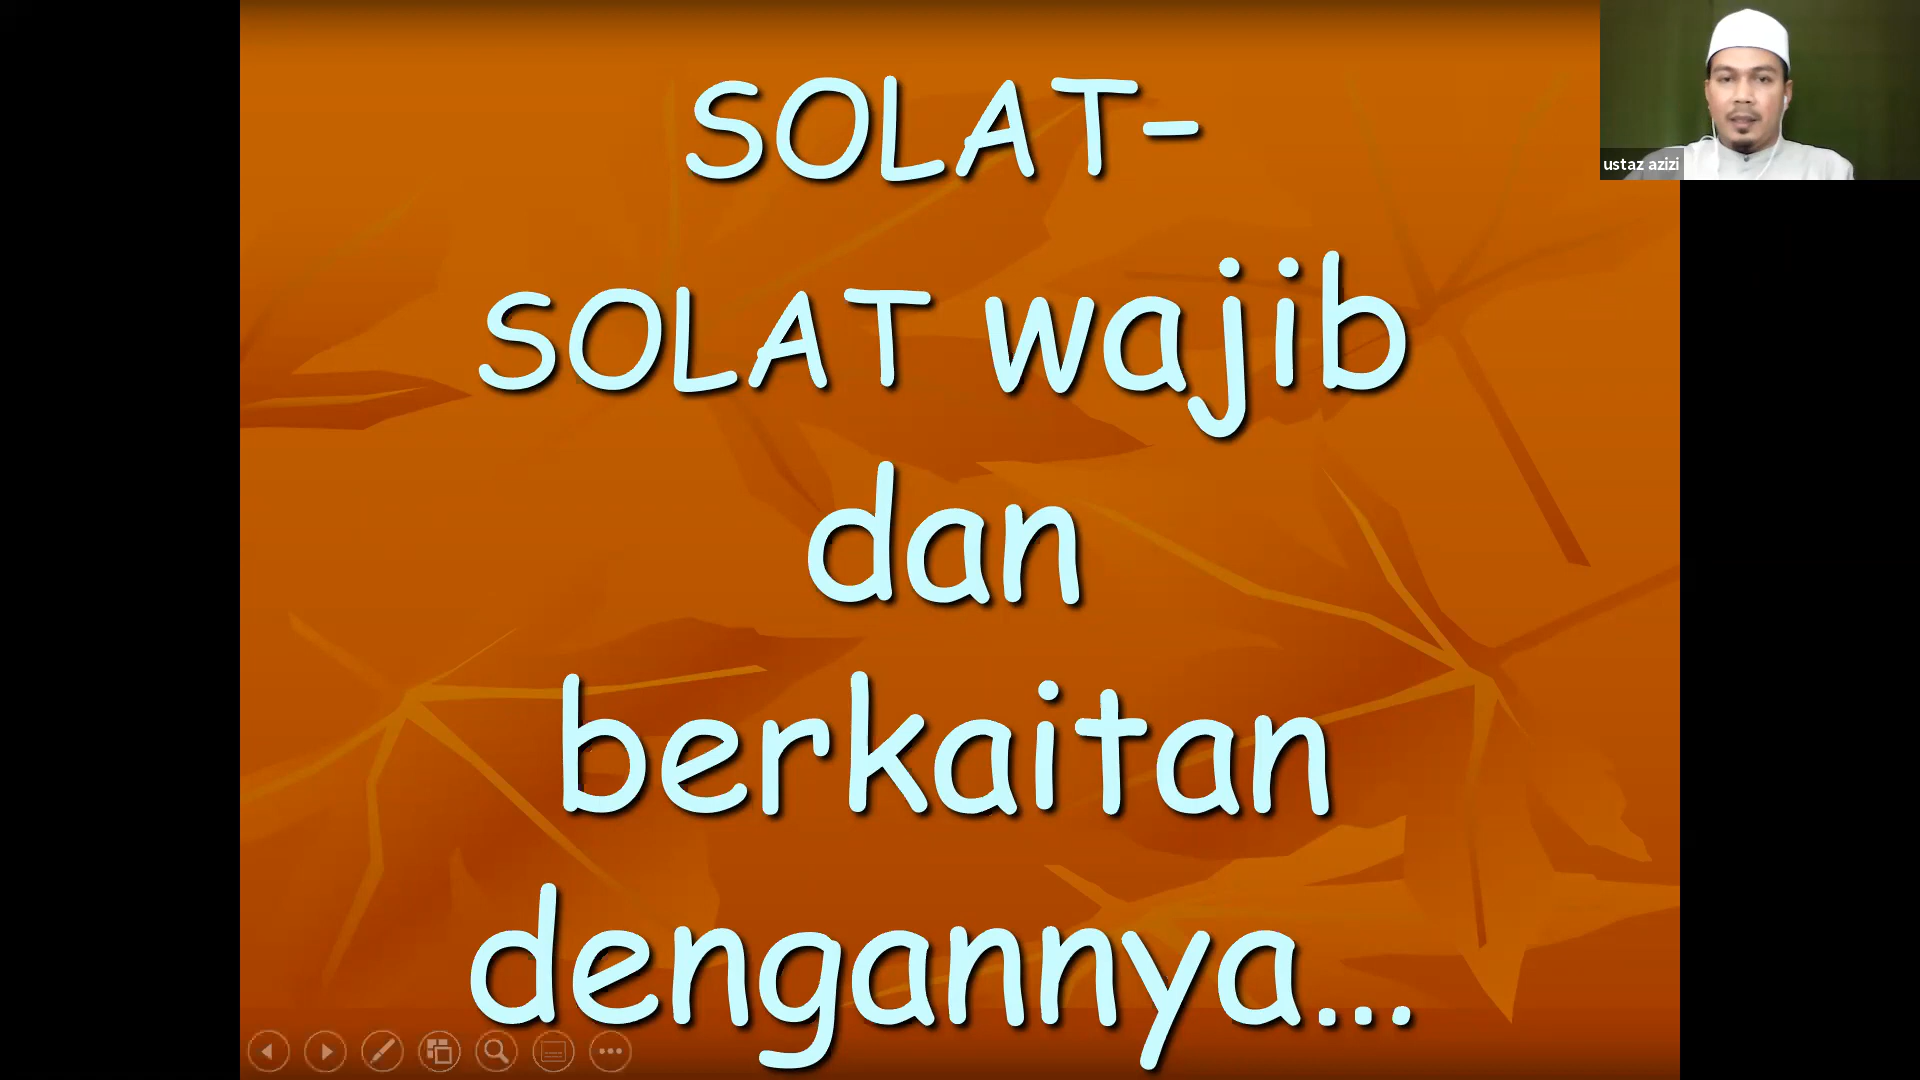 SOLAT-
SOLAT wajib
dan
berkaitan
dengannya...
ustaz azizi